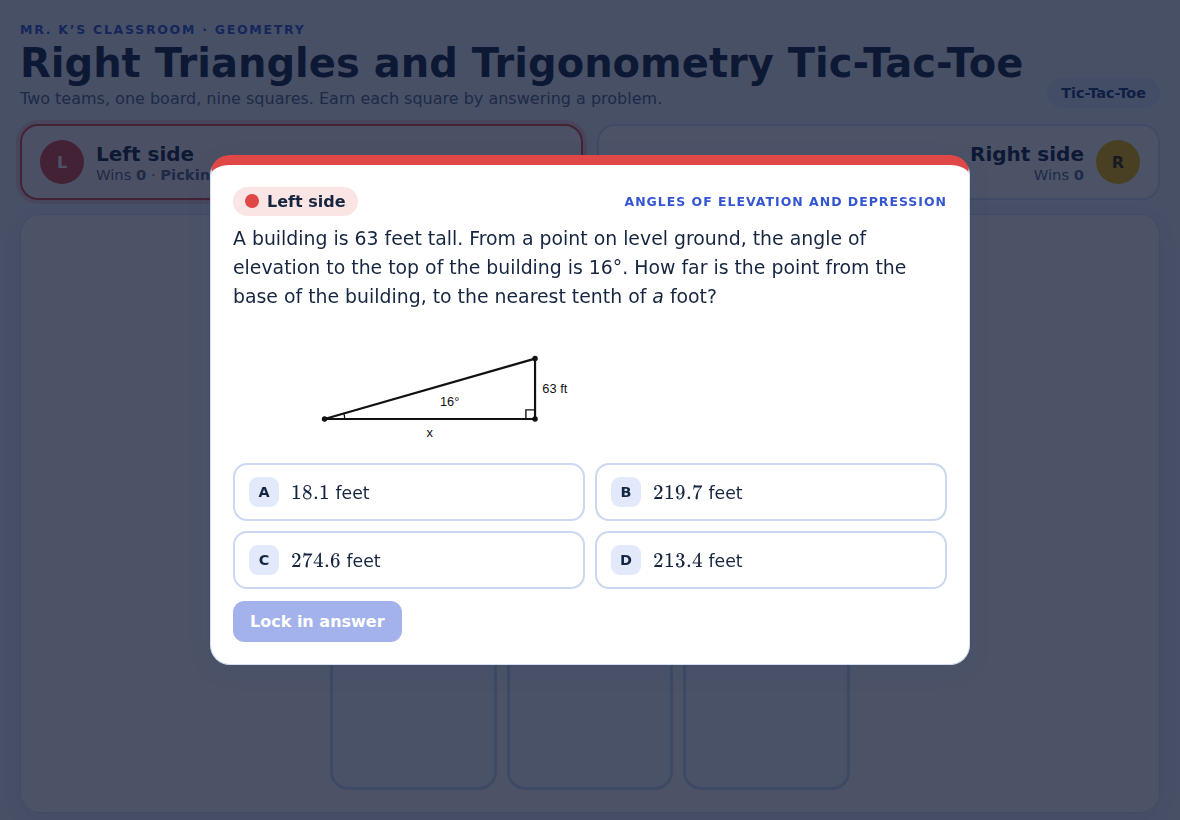 MR. K’S CLASSROOM · GEOMETRY
Right Triangles and Trigonometry Tic-Tac-Toe
Two teams, one board, nine squares. Earn each square by answering a problem.
Tic-Tac-Toe
L
Left side
Wins 0 · Pickin
Right side
Wins 0
R
Left side
ANGLES OF ELEVATION AND DEPRESSION
A building is 63 feet tall. From a point on level ground, the angle of
elevation to the top of the building is 16°. How far is the point from the
base of the building, to the nearest tenth of a foot?
63 ft
16°
x
A 18.1 feet
B 219.7 feet
C 274.6 feet
D 213.4 feet
Lock in answer